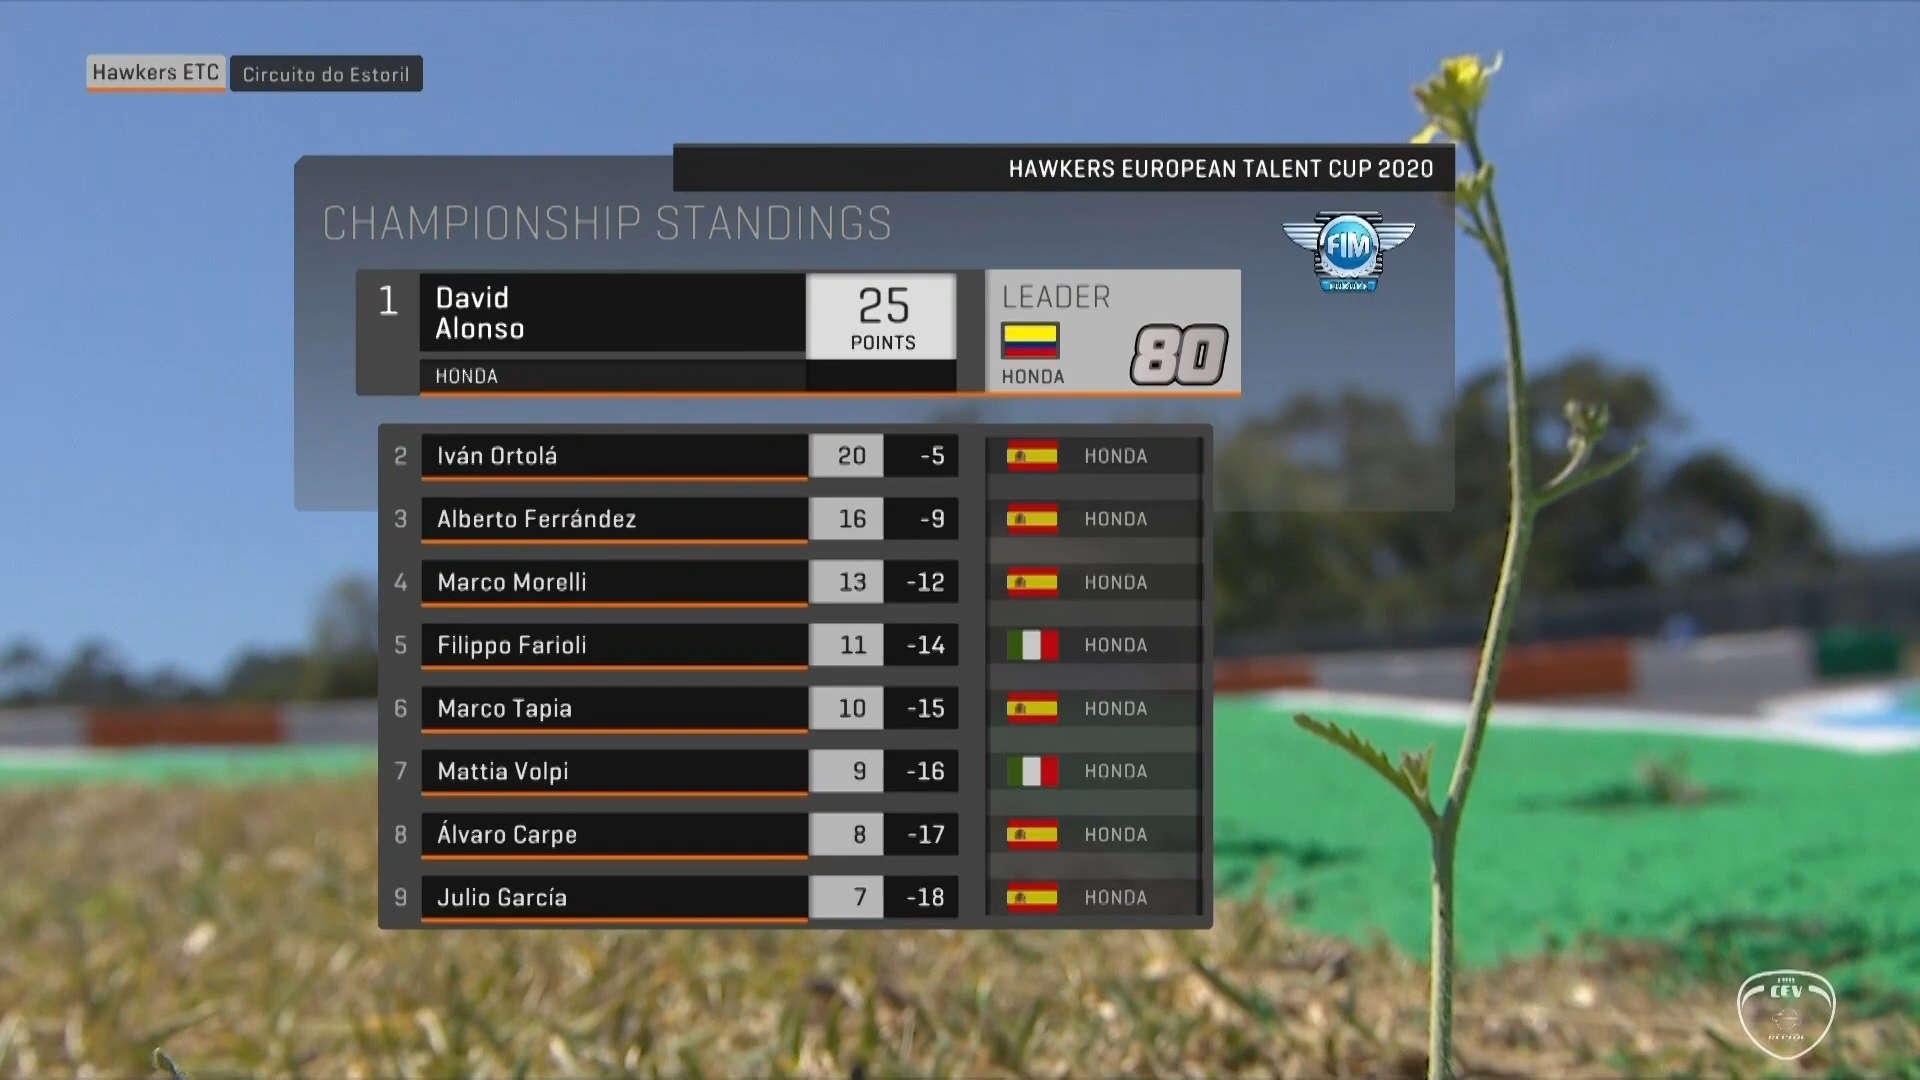 Hawkers ETC
Circuito do Estoril
HAWKERS EUROPEAN TALENT CUP 2020
CHAMPIONSHIP STANDINGS
FIM
1 David Alonso 25 POINTS LEADER
HONDA HONDA 80
2 Iván Ortolá 20 -5 HONDA
3 Alberto Ferrández 16 -9 HONDA
4 Marco Morelli 13 -12 HONDA
5 Filippo Farioli 11 -14 HONDA
6 Marco Tapia 10 -15 HONDA
7 Mattia Volpi 9 -16 HONDA
8 Álvaro Carpe 8 -17 HONDA
9 Julio García 7 -18 HONDA
CEV
REPSOL